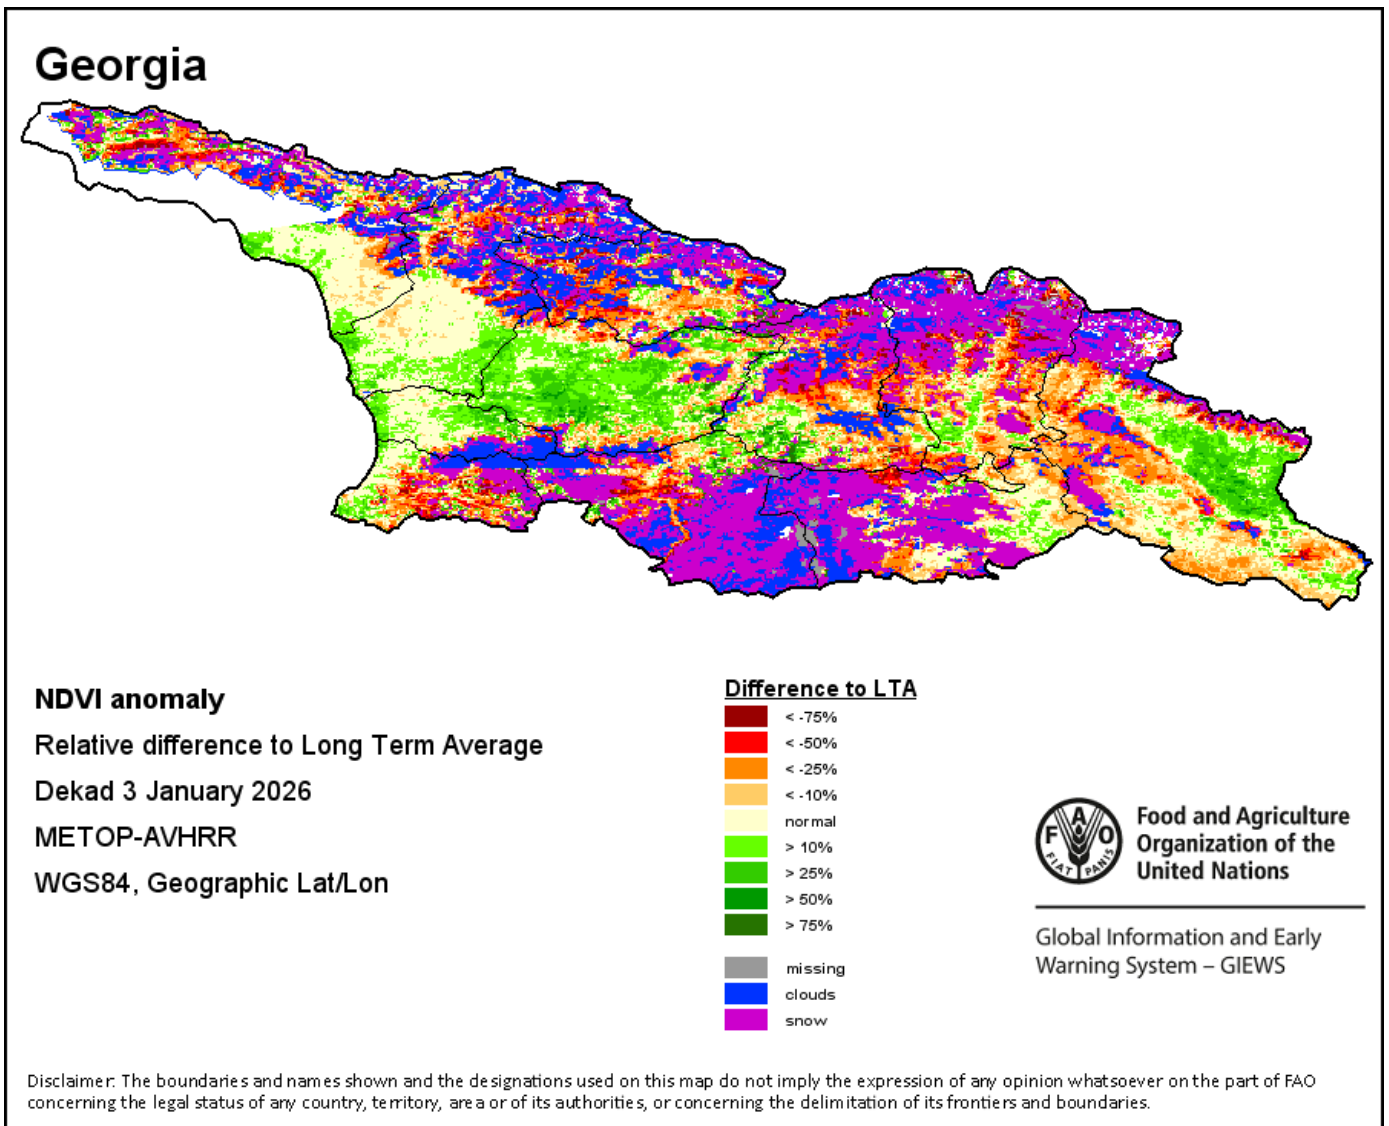 Georgia
NDVI anomaly
Relative difference to Long Term Average
Dekad 3 January 2026
METOP-AVHRR
WGS84, Geographic Lat/Lon
Difference to LTA
< -75%
< -50%
< -25%
< -10%
normal
> 10%
> 25%
> 50%
> 75%
missing
clouds
snow
F A O
FIAT PANIS
Food and Agriculture
Organization of the
United Nations
Global Information and Early
Warning System – GIEWS
Disclaimer: The boundaries and names shown and the designations used on this map do not imply the expression of any opinion whatsoever on the part of FAO
concerning the legal status of any country, territory, area or of its authorities, or concerning the delimitation of its frontiers and boundaries.